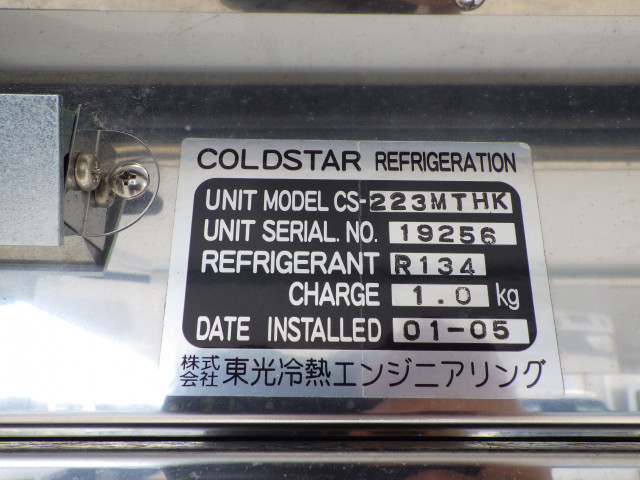 COLDSTAR REFRIGERATION
UNIT MODEL CS-223MTHK
UNIT SERIAL. NO. 19256
REFRIGERANT R134
CHARGE 1.0 kg
DATE INSTALLED 01-05
株式会社 東光冷熱エンジニアリング